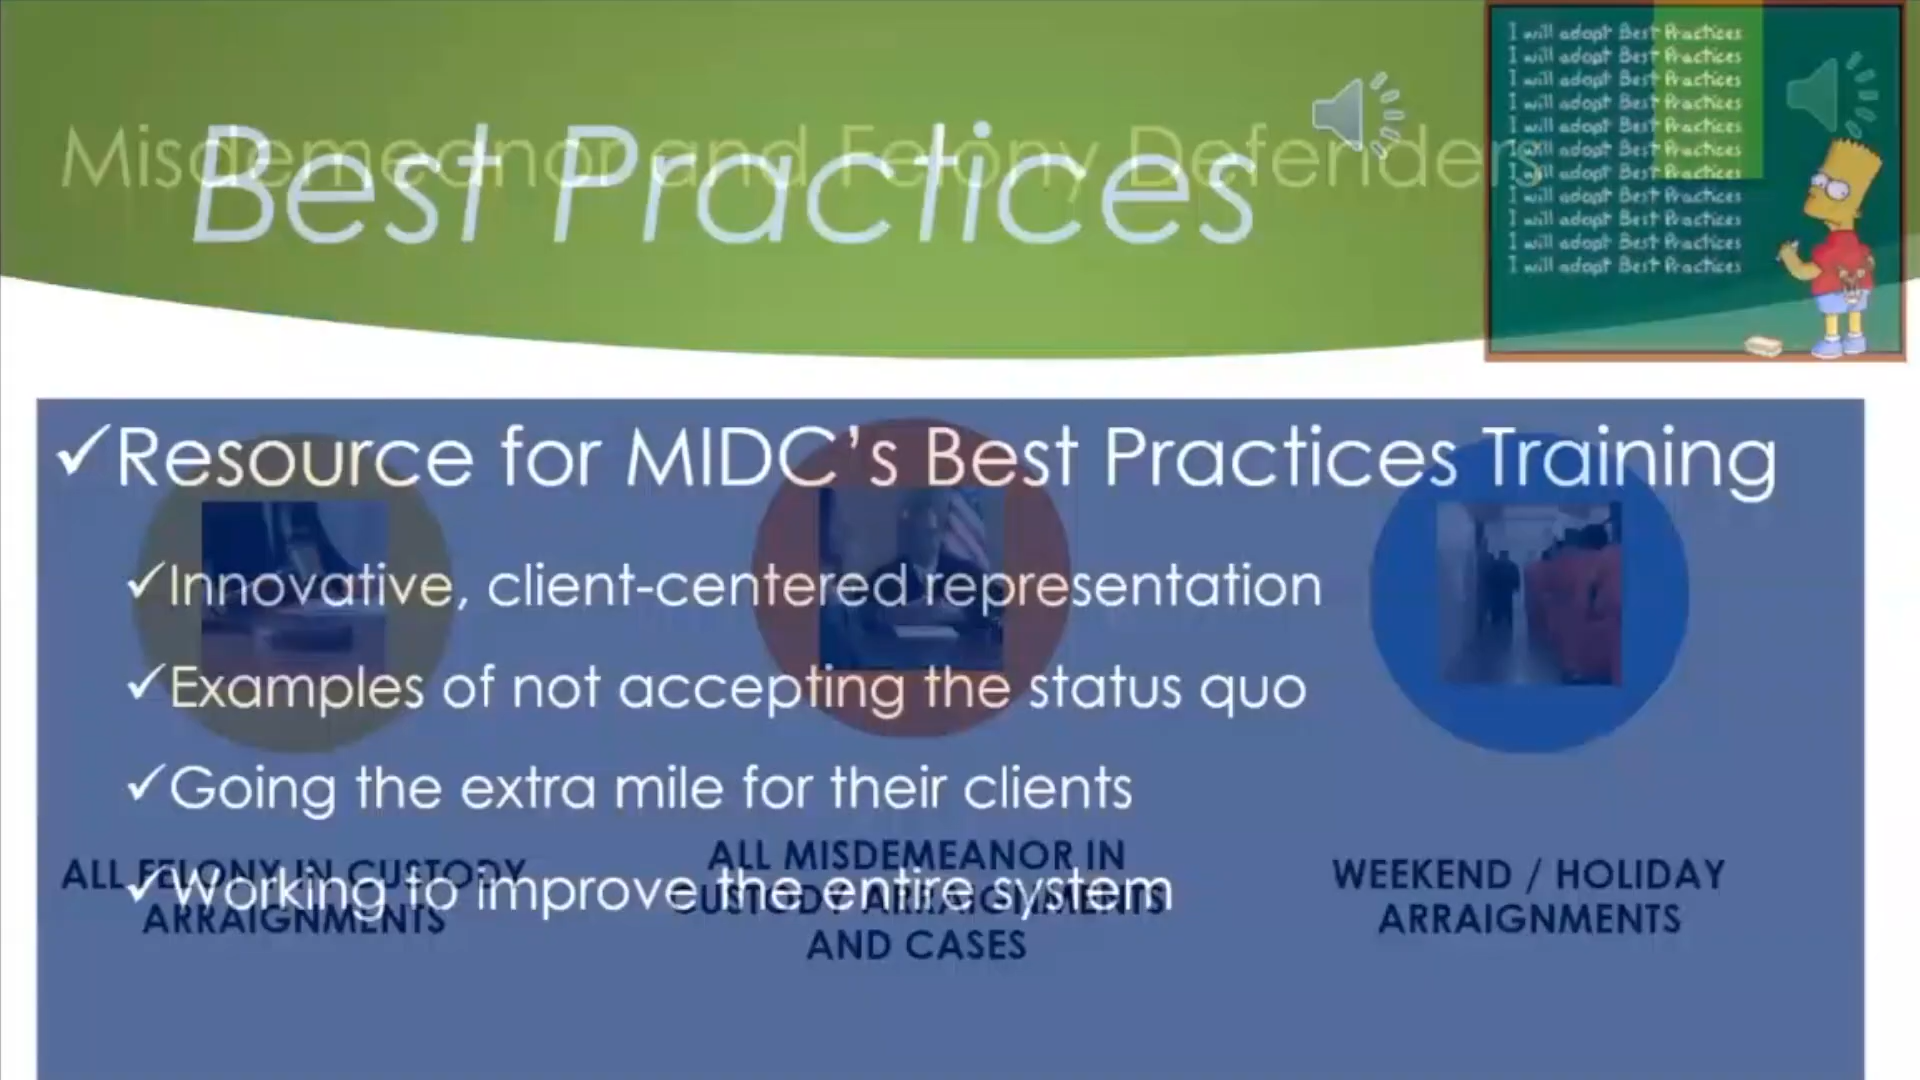 Misdemeanor and Felony Defenders
Best Practices
I will adopt Best Practices
I will adopt Best Practices
I will adopt Best Practices
I will adopt Best Practices
I will adopt Best Practices
I will adopt Best Practices
I will adopt Best Practices
I will adopt Best Practices
I will adopt Best Practices
I will adopt Best Practices
I will adopt Best Practices
✓Resource for MIDC’s Best Practices Training
✓Innovative, client-centered representation
✓Examples of not accepting the status quo
✓Going the extra mile for their clients
✓Working to improve the entire system
ALL FELONY IN CUSTODY
ARRAIGNMENTS
ALL MISDEMEANOR IN
CUSTODY ARRAIGNMENTS
AND CASES
WEEKEND / HOLIDAY
ARRAIGNMENTS